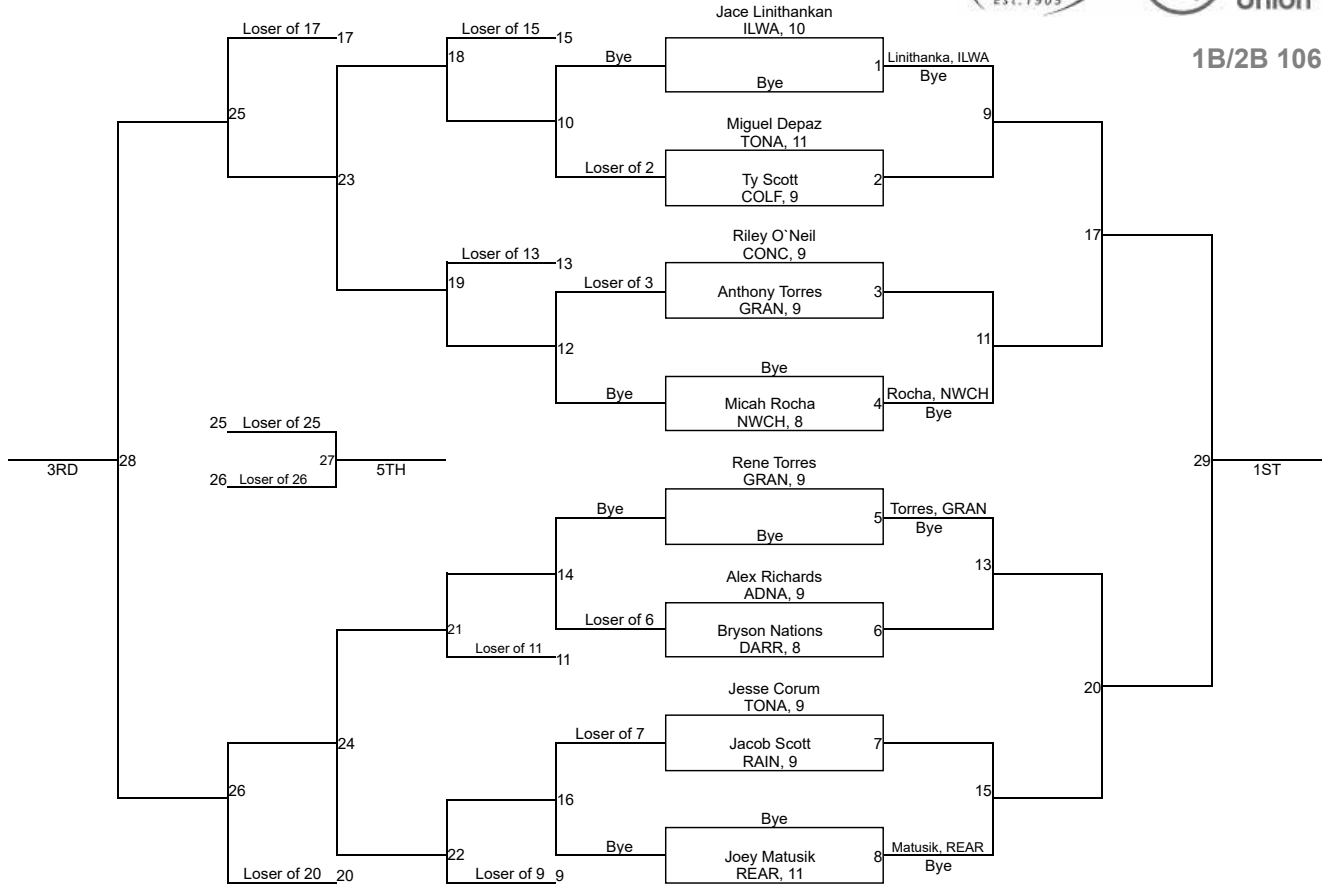 EST. 1905
Union
1B/2B 106
Jace Linithankan
ILWA, 10
Loser of 17
17
Loser of 15
15
18
Bye
1
Linithanka, ILWA
Bye
Bye
25
10
9
Miguel Depaz
TONA, 11
Loser of 2
Ty Scott
COLF, 9
2
23
Riley O`Neil
CONC, 9
17
Loser of 13
13
19
Loser of 3
Anthony Torres
GRAN, 9
3
12
11
Bye
Bye
Micah Rocha
NWCH, 8
4
Rocha, NWCH
Bye
25
Loser of 25
3RD
28
27
5TH
26
Loser of 26
Rene Torres
GRAN, 9
29
1ST
Bye
5
Torres, GRAN
Bye
Bye
14
13
Alex Richards
ADNA, 9
Loser of 6
Bryson Nations
DARR, 8
6
21
Loser of 11
11
Jesse Corum
TONA, 9
20
Loser of 7
Jacob Scott
RAIN, 9
7
24
26
16
15
Bye
Bye
Joey Matusik
REAR, 11
8
Matusik, REAR
Bye
22
Loser of 20
20
Loser of 9
9